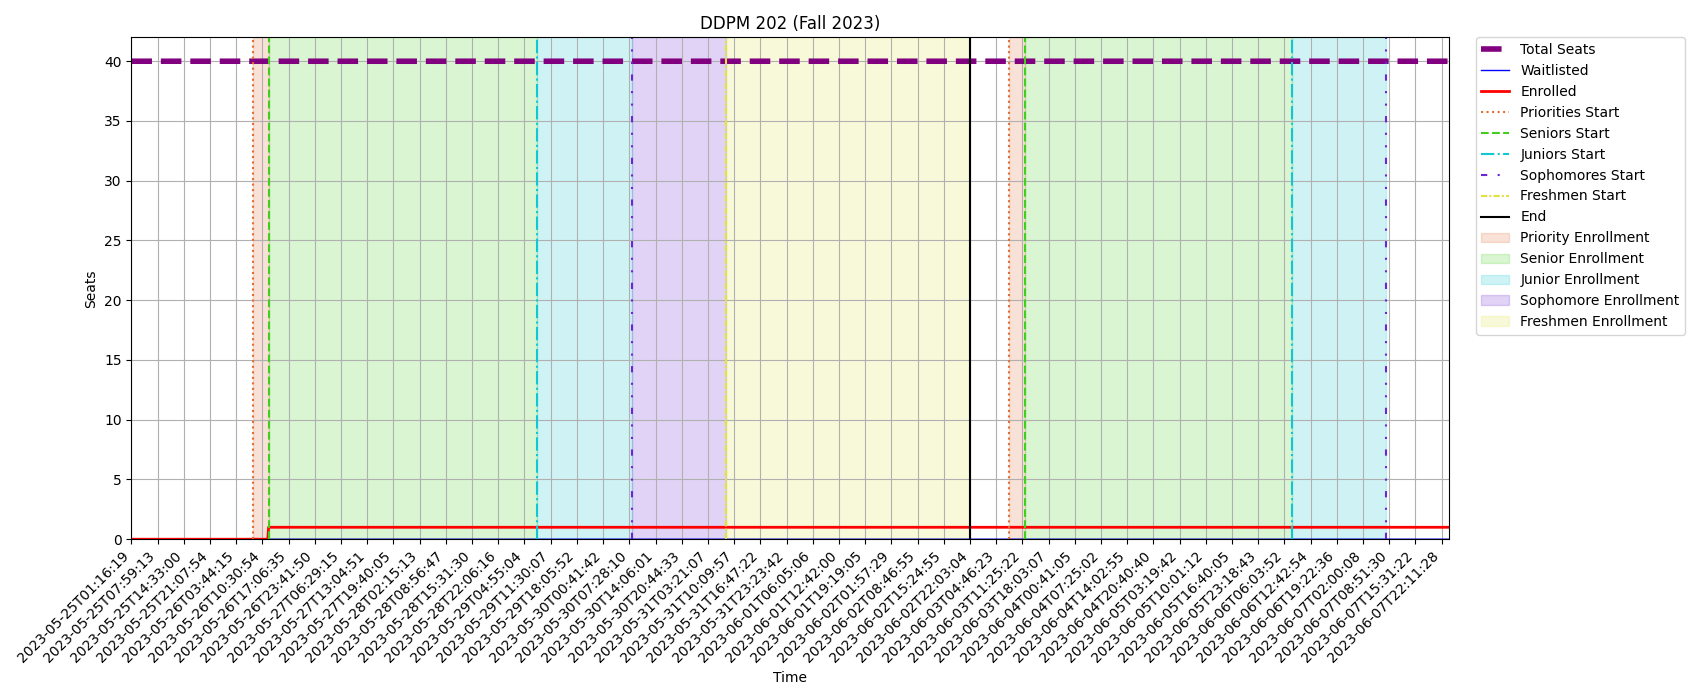 DDPM 202 (Fall 2023)
Seats
40
35
30
25
20
15
10
5
0
2023-05-25T01:16:19
2023-05-25T07:59:13
2023-05-25T14:33:00
2023-05-25T21:07:54
2023-05-26T03:44:15
2023-05-26T10:30:54
2023-05-26T17:06:35
2023-05-26T23:41:50
2023-05-27T06:29:15
2023-05-27T13:04:51
2023-05-27T19:40:05
2023-05-28T02:15:13
2023-05-28T08:56:47
2023-05-28T15:31:30
2023-05-28T22:06:16
2023-05-29T04:55:04
2023-05-29T11:30:07
2023-05-29T18:05:52
2023-05-30T00:41:42
2023-05-30T07:28:10
2023-05-30T14:06:01
2023-05-30T20:44:33
2023-05-31T03:21:07
2023-05-31T10:09:57
2023-05-31T16:47:22
2023-05-31T23:23:42
2023-06-01T06:05:06
2023-06-01T12:42:00
2023-06-01T19:19:05
2023-06-02T01:57:29
2023-06-02T08:46:55
2023-06-02T15:24:55
2023-06-02T22:03:04
2023-06-03T04:46:23
2023-06-03T11:25:22
2023-06-03T18:03:07
2023-06-04T00:41:05
2023-06-04T07:25:02
2023-06-04T14:02:55
2023-06-04T20:40:40
2023-06-05T03:19:42
2023-06-05T10:01:12
2023-06-05T16:40:05
2023-06-05T23:18:43
2023-06-06T06:03:52
2023-06-06T12:42:54
2023-06-06T19:22:36
2023-06-07T02:00:08
2023-06-07T08:51:30
2023-06-07T15:31:22
2023-06-07T22:11:28
Time
Total Seats
Waitlisted
Enrolled
Priorities Start
Seniors Start
Juniors Start
Sophomores Start
Freshmen Start
End
Priority Enrollment
Senior Enrollment
Junior Enrollment
Sophomore Enrollment
Freshmen Enrollment